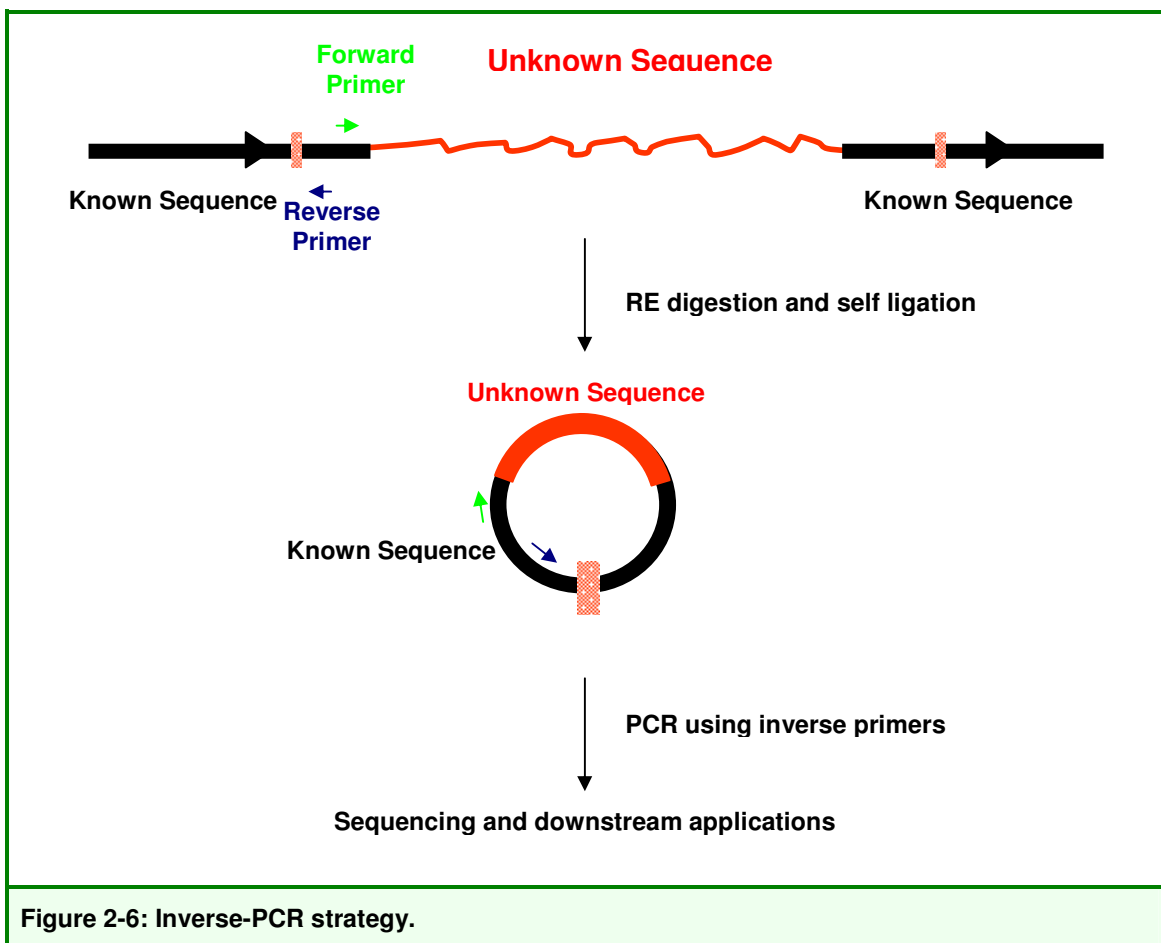 Forward
Primer
Unknown Sequence
Known Sequence
Reverse
Primer
Known Sequence
RE digestion and self ligation
Unknown Sequence
Known Sequence
PCR using inverse primers
Sequencing and downstream applications
Figure 2-6: Inverse-PCR strategy.